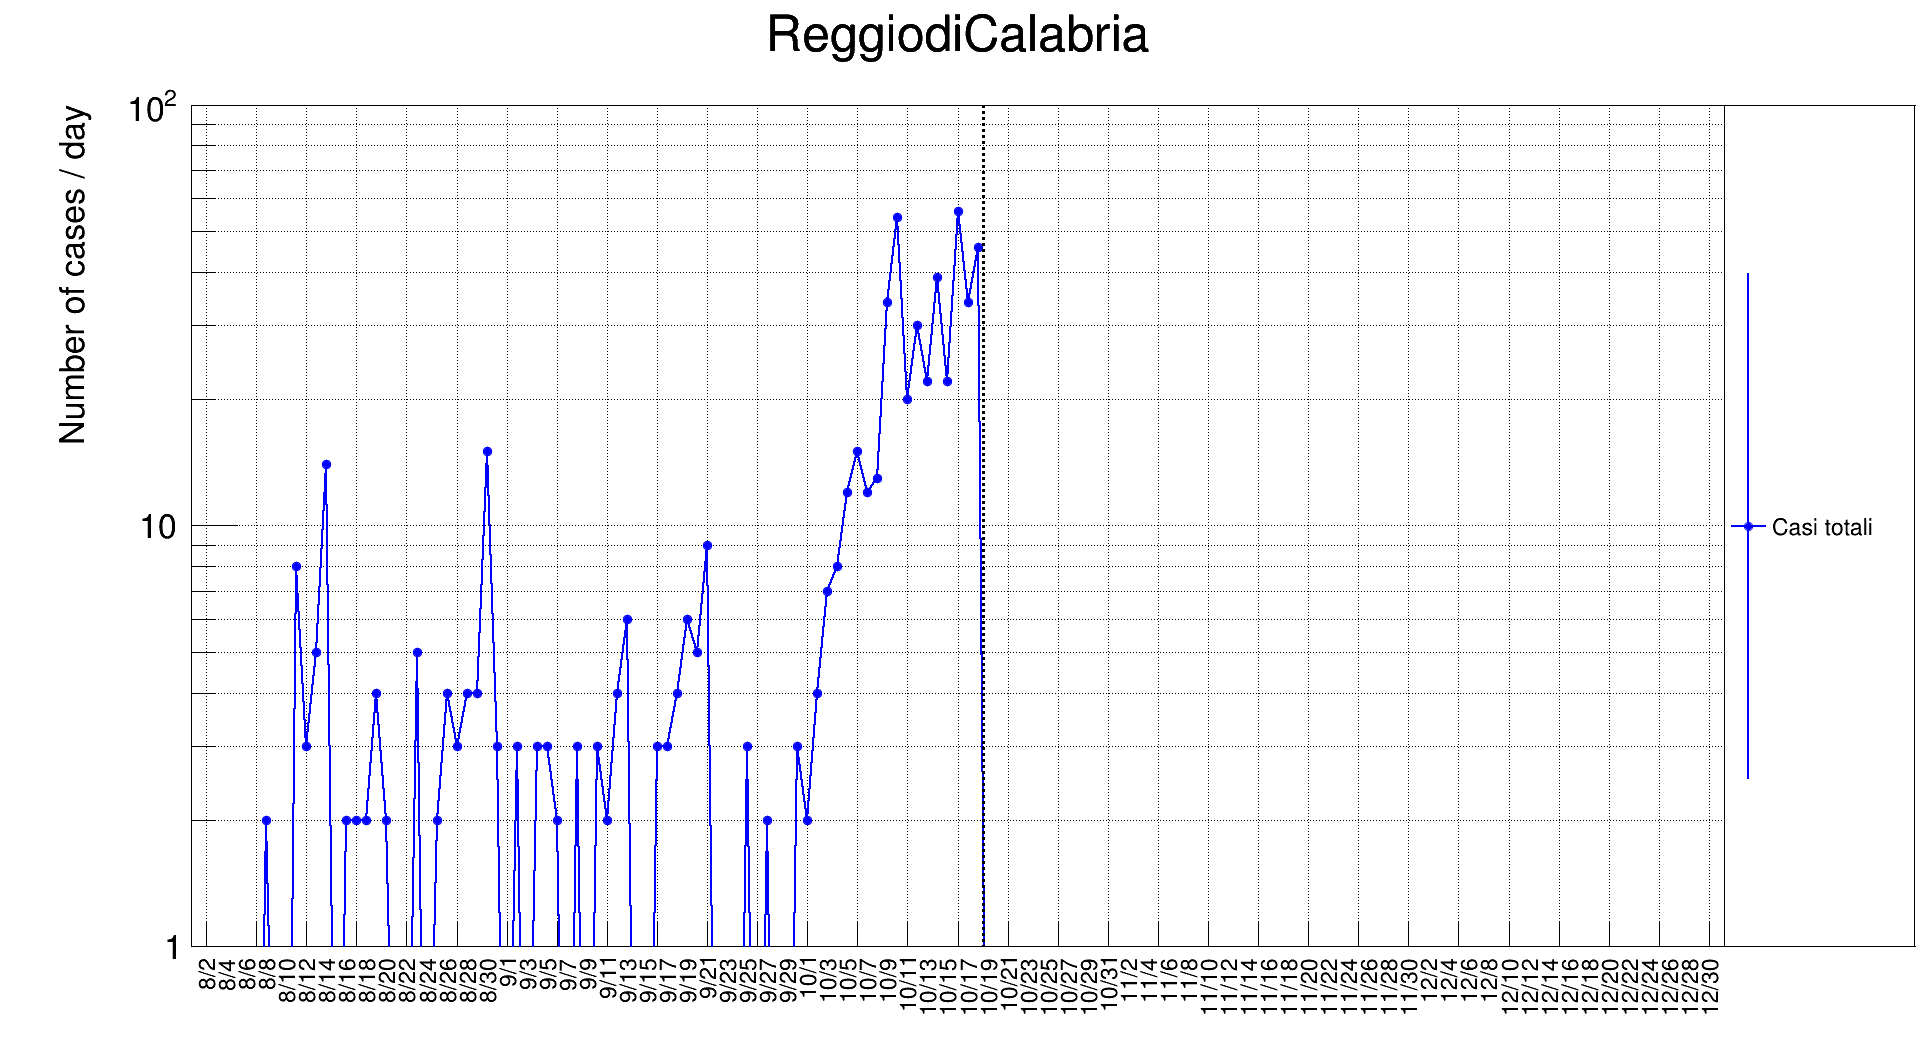 ReggiodiCalabria
Number of cases / day
10²
10
1
8/2 8/4 8/6 8/8 8/10 8/12 8/14 8/16 8/18 8/20 8/22 8/24 8/26 8/28 8/30 9/1 9/3 9/5 9/7 9/9 9/11 9/13 9/15 9/17 9/19 9/21 9/23 9/25 9/27 9/29 10/1 10/3 10/5 10/7 10/9 10/11 10/13 10/15 10/17 10/19 10/21 10/23 10/25 10/27 10/29 10/31 11/2 11/4 11/6 11/8 11/10 11/12 11/14 11/16 11/18 11/20 11/22 11/24 11/26 11/28 11/30 12/2 12/4 12/6 12/8 12/10 12/12 12/14 12/16 12/18 12/20 12/22 12/24 12/26 12/28 12/30
Casi totali